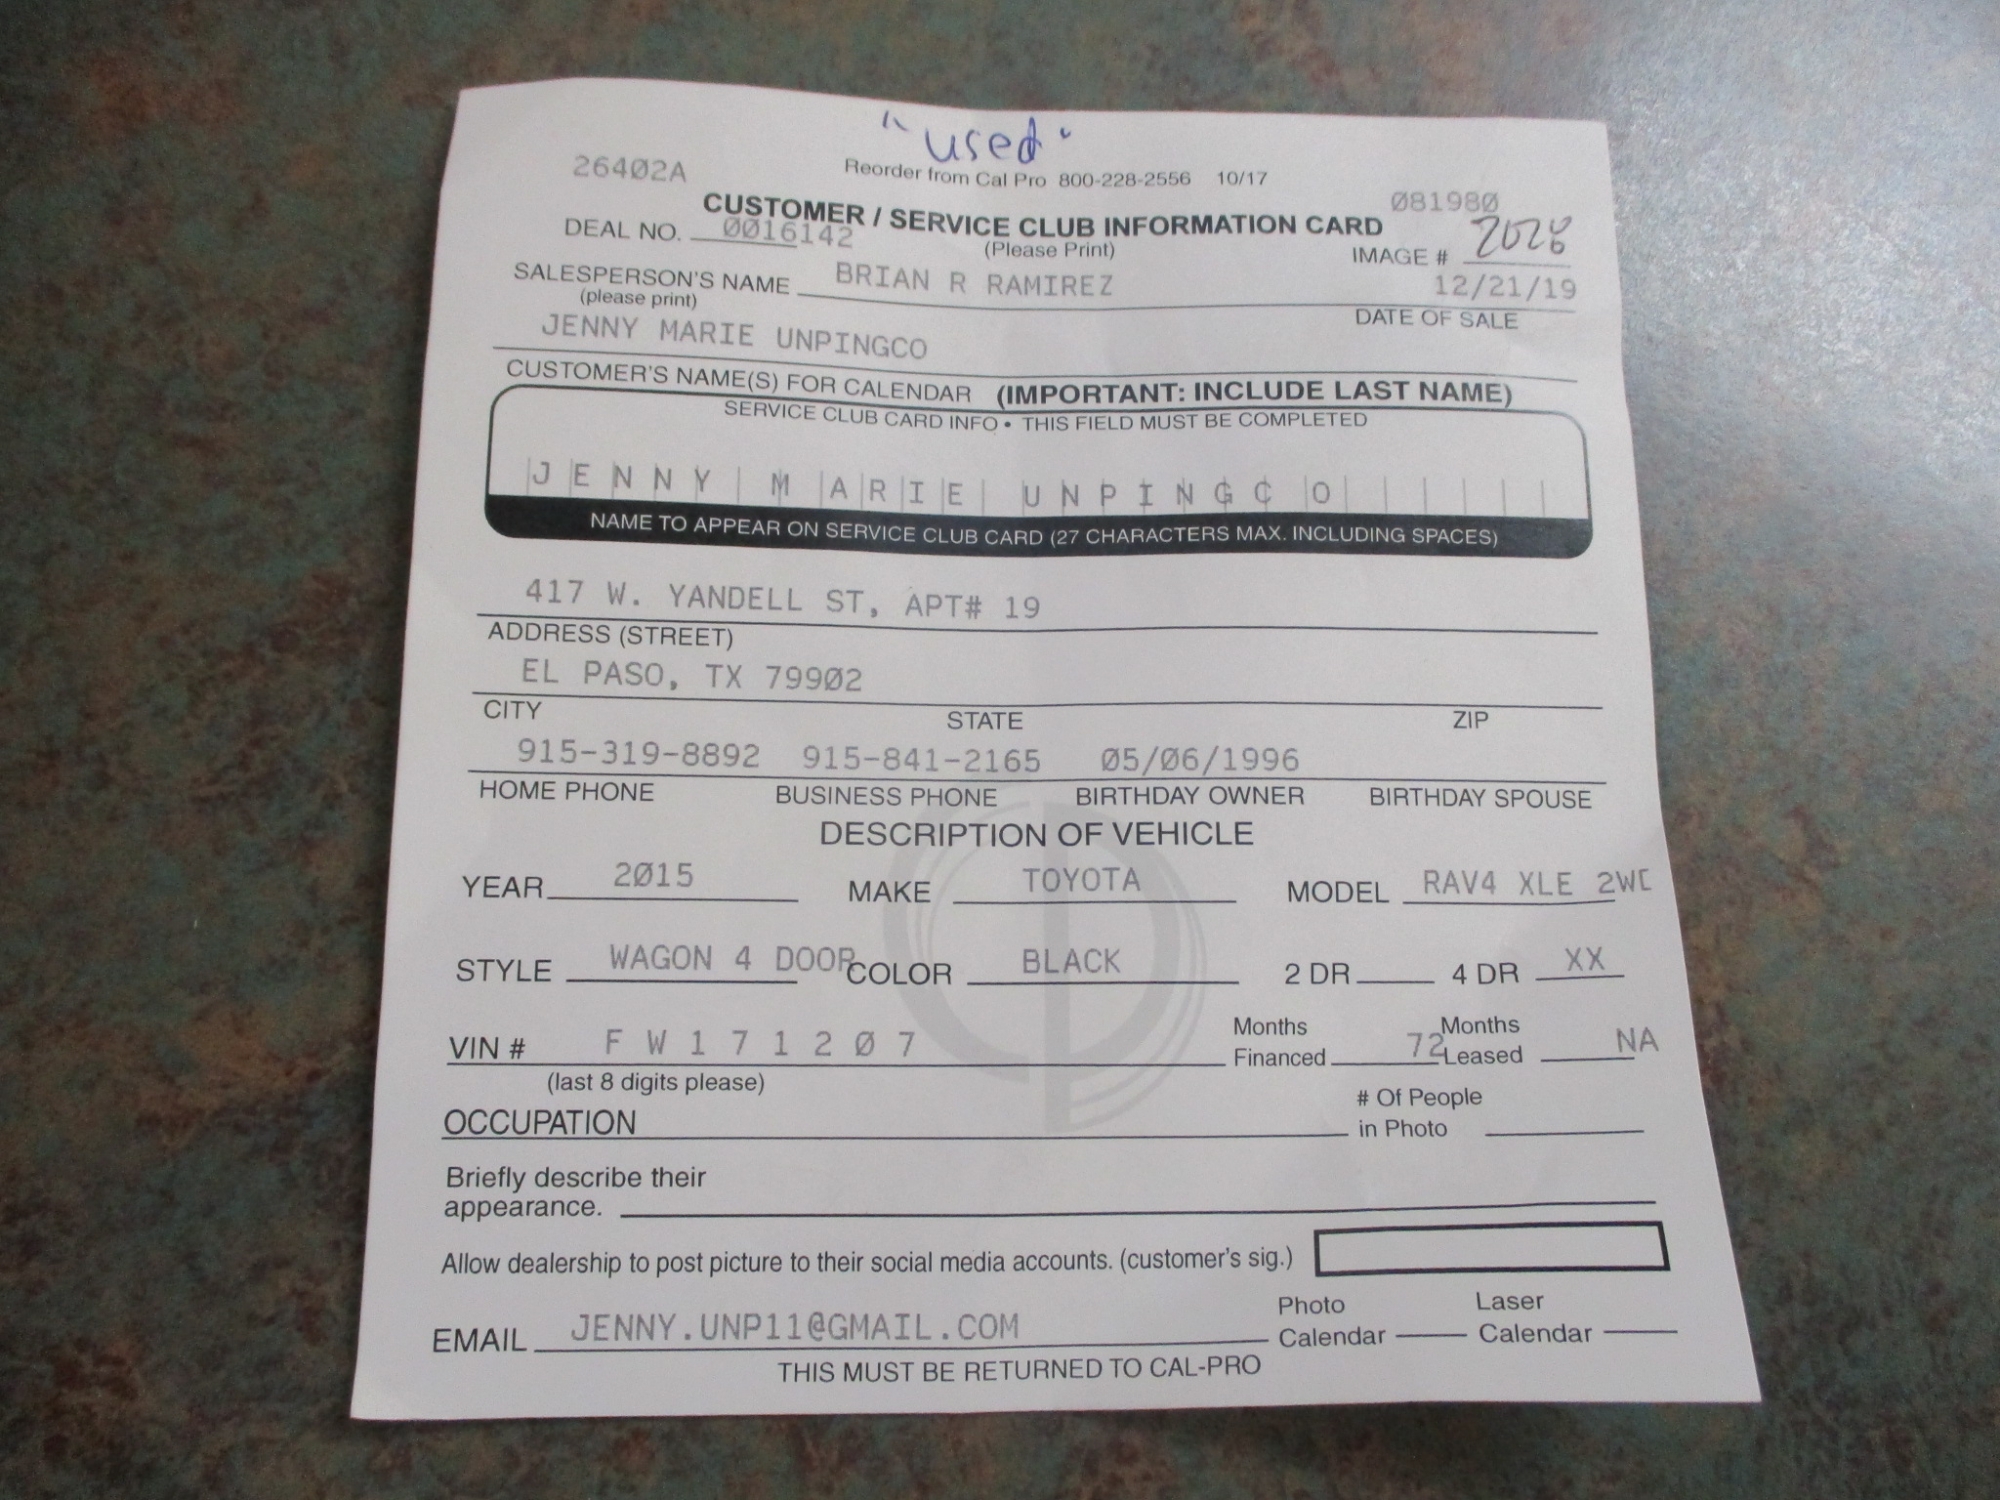 "used"
26402A
Reorder from Cal Pro 800-228-2556 10/17
081980
CUSTOMER / SERVICE CLUB INFORMATION CARD
DEAL NO. 0016142 (Please Print) IMAGE # 2028
SALESPERSON'S NAME BRIAN R RAMIREZ 12/21/19
(please print) DATE OF SALE
JENNY MARIE UNPINGCO
CUSTOMER'S NAME(S) FOR CALENDAR (IMPORTANT: INCLUDE LAST NAME)
SERVICE CLUB CARD INFO • THIS FIELD MUST BE COMPLETED
JENNY MARIE UNPINGCO
NAME TO APPEAR ON SERVICE CLUB CARD (27 CHARACTERS MAX. INCLUDING SPACES)
417 W. YANDELL ST, APT# 19
ADDRESS (STREET)
EL PASO, TX 79902
CITY STATE ZIP
915-319-8892 915-841-2165 05/06/1996
HOME PHONE BUSINESS PHONE BIRTHDAY OWNER BIRTHDAY SPOUSE
DESCRIPTION OF VEHICLE
YEAR 2015 MAKE TOYOTA MODEL RAV4 XLE 2WD
STYLE WAGON 4 DOOR COLOR BLACK 2 DR 4 DR XX
VIN # F W 1 7 1 2 0 7 Months Financed 72 Months Leased NA
(last 8 digits please)
OCCUPATION # Of People in Photo
Briefly describe their
appearance.
Allow dealership to post picture to their social media accounts. (customer's sig.)
EMAIL JENNY.UNP11@GMAIL.COM Photo Calendar Laser Calendar
THIS MUST BE RETURNED TO CAL-PRO